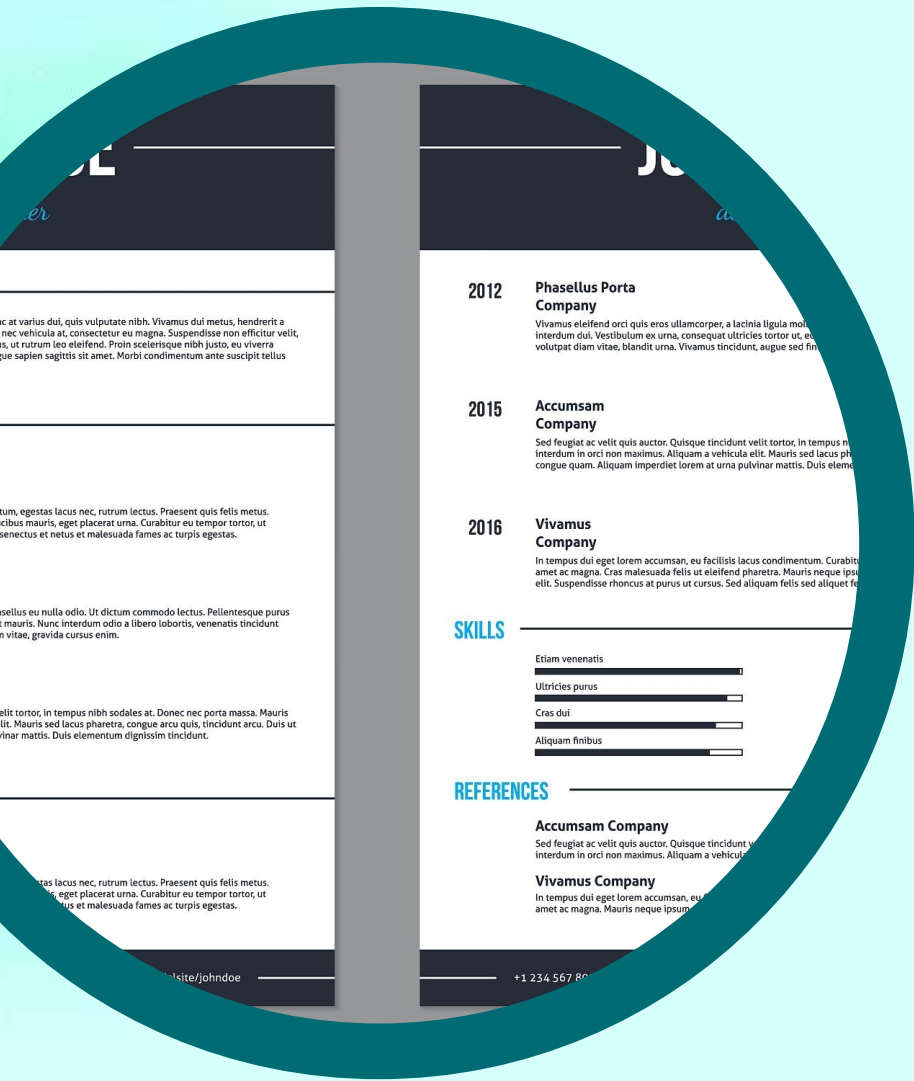 nc at varius dui, quis vulputate nibh. Vivamus dui metus, hendrerit a
nec vehicula at, consectetur eu magna. Suspendisse non efficitur velit,
ut rutrum leo eleifend. Proin scelerisque nibh justo, eu viverra
sapien sagittis sit amet. Morbi condimentum ante suscipit tellus
egestas lacus nec, rutrum lectus. Praesent quis felis metus.
mauris, eget placerat urna. Curabitur eu tempor tortor, ut
senectus et netus et malesuada fames ac turpis egestas.
eu nulla odio. Ut dictum commodo lectus. Pellentesque purus
mauris. Nunc interdum odio a libero lobortis, venenatis tincidunt
vitae, gravida cursus enim.
elit tortor, in tempus nibh sodales at. Donec nec porta massa. Mauris
Mauris sed lacus pharetra, congue arcu quis, tincidunt arcu. Duis ut
mattis. Duis elementum dignissim tincidunt.
lacus nec, rutrum lectus. Praesent quis felis metus.
eget placerat urna. Curabitur eu tempor tortor, ut
et malesuada fames ac turpis egestas.
site/johndoe
2012
Phasellus Porta
Company
Vivamus eleifend orci quis eros ullamcorper, a lacinia ligula
interdum dui. Vestibulum ex urna, consequat ultricies tortor ut,
volutpat diam vitae, blandit urna. Vivamus tincidunt, augue sed
2015
Accumsam
Company
Sed feugiat ac velit quis auctor. Quisque tincidunt velit tortor, in tempus
interdum in orci non maximus. Aliquam a vehicula elit. Mauris sed lacus
congue quam. Aliquam imperdiet lorem at urna pulvinar mattis. Duis
2016
Vivamus
Company
In tempus dui eget lorem accumsan, eu facilisis lacus condimentum.
amet ac magna. Cras malesuada felis ut eleifend pharetra. Mauris neque
elit. Suspendisse rhoncus at purus ut cursus. Sed aliquam felis sed aliquet
SKILLS
Etiam venenatis
Ultricies purus
Cras dui
Aliquam finibus
REFERENCES
Accumsam Company
Sed feugiat ac velit quis auctor. Quisque tincidunt
interdum in orci non maximus. Aliquam a
Vivamus Company
In tempus dui eget lorem accumsan, eu
amet ac magna. Mauris neque ipsum
+1 234 567